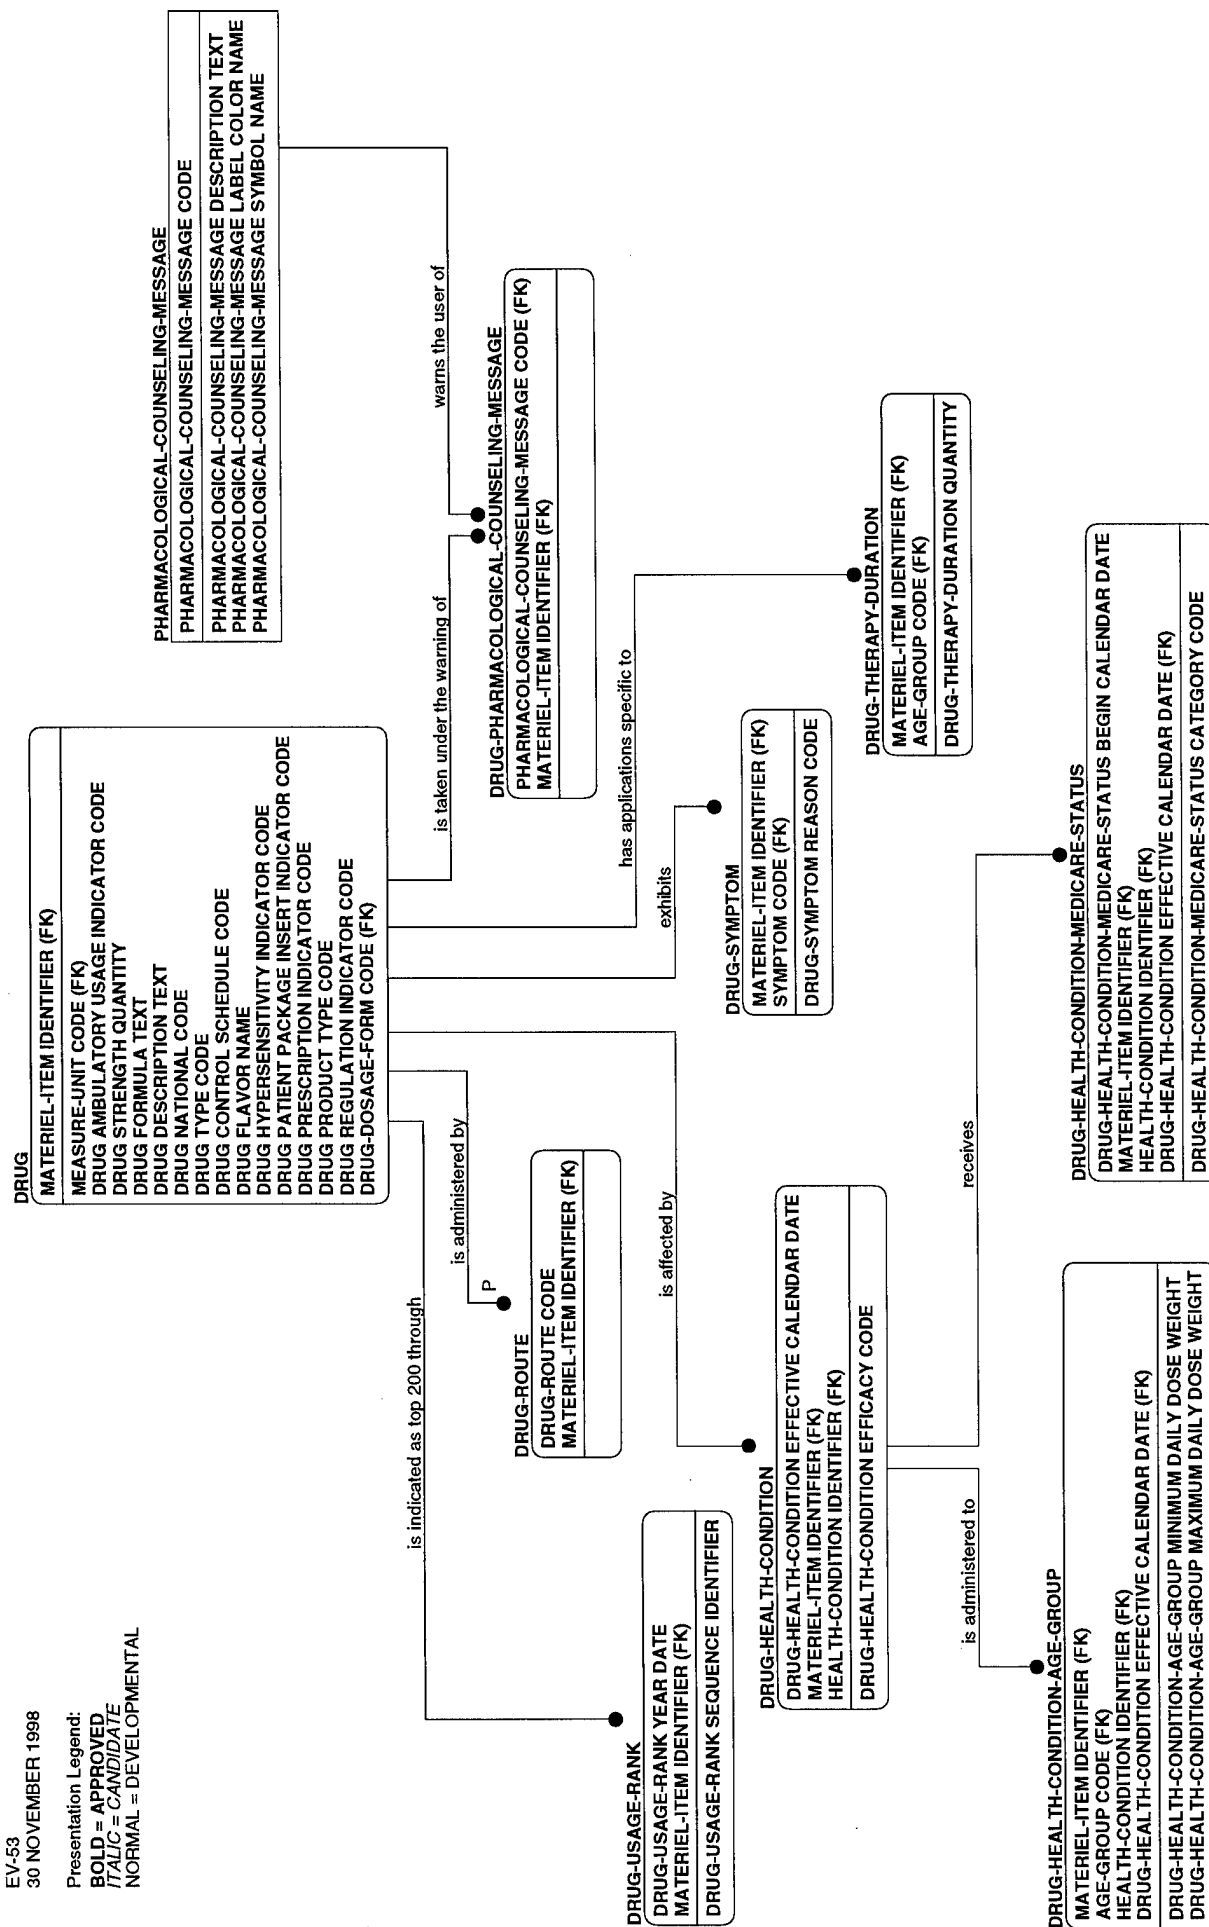 EV-53
30 NOVEMBER 1998
Presentation Legend:
BOLD = APPROVED
ITALIC = CANDIDATE
NORMAL = DEVELOPMENTAL
DRUG
MATERIEL-ITEM IDENTIFIER (FK)
MEASURE-UNIT CODE (FK)
DRUG AMBULATORY USAGE INDICATOR CODE
DRUG STRENGTH QUANTITY
DRUG FORMULA TEXT
DRUG DESCRIPTION TEXT
DRUG NATIONAL CODE
DRUG TYPE CODE
DRUG CONTROL SCHEDULE CODE
DRUG FLAVOR NAME
DRUG HYPERSENSITIVITY INDICATOR CODE
DRUG PATIENT PACKAGE INSERT INDICATOR CODE
DRUG PRESCRIPTION INDICATOR CODE
DRUG PRODUCT TYPE CODE
DRUG REGULATION INDICATOR CODE
DRUG-DOSAGE-FORM CODE (FK)
PHARMACOLOGICAL-COUNSELING-MESSAGE
PHARMACOLOGICAL-COUNSELING-MESSAGE CODE
PHARMACOLOGICAL-COUNSELING-MESSAGE DESCRIPTION TEXT
PHARMACOLOGICAL-COUNSELING-MESSAGE LABEL COLOR NAME
PHARMACOLOGICAL-COUNSELING-MESSAGE SYMBOL NAME
is indicated as top 200 through
is administered by
P
is taken under the warning of
warns the user of
DRUG-ROUTE
DRUG-ROUTE CODE
MATERIEL-ITEM IDENTIFIER (FK)
DRUG-PHARMACOLOGICAL-COUNSELING-MESSAGE
PHARMACOLOGICAL-COUNSELING-MESSAGE CODE (FK)
MATERIEL-ITEM IDENTIFIER (FK)
DRUG-USAGE-RANK
DRUG-USAGE-RANK YEAR DATE
MATERIEL-ITEM IDENTIFIER (FK)
DRUG-USAGE-RANK SEQUENCE IDENTIFIER
is affected by
exhibits
has applications specific to
DRUG-HEALTH-CONDITION
DRUG-HEALTH-CONDITION EFFECTIVE CALENDAR DATE
MATERIEL-ITEM IDENTIFIER (FK)
HEALTH-CONDITION IDENTIFIER (FK)
DRUG-HEALTH-CONDITION EFFICACY CODE
DRUG-SYMPTOM
MATERIEL-ITEM IDENTIFIER (FK)
SYMPTOM CODE (FK)
DRUG-SYMPTOM REASON CODE
DRUG-THERAPY-DURATION
MATERIEL-ITEM IDENTIFIER (FK)
AGE-GROUP CODE (FK)
DRUG-THERAPY-DURATION QUANTITY
is administered to
receives
DRUG-HEALTH-CONDITION-AGE-GROUP
MATERIEL-ITEM IDENTIFIER (FK)
AGE-GROUP CODE (FK)
HEALTH-CONDITION IDENTIFIER (FK)
DRUG-HEALTH-CONDITION EFFECTIVE CALENDAR DATE (FK)
DRUG-HEALTH-CONDITION-AGE-GROUP MINIMUM DAILY DOSE WEIGHT
DRUG-HEALTH-CONDITION-AGE-GROUP MAXIMUM DAILY DOSE WEIGHT
DRUG-HEALTH-CONDITION-MEDICARE-STATUS
DRUG-HEALTH-CONDITION-MEDICARE-STATUS BEGIN CALENDAR DATE
MATERIEL-ITEM IDENTIFIER (FK)
HEALTH-CONDITION IDENTIFIER (FK)
DRUG-HEALTH-CONDITION EFFECTIVE CALENDAR DATE (FK)
DRUG-HEALTH-CONDITION-MEDICARE-STATUS CATEGORY CODE